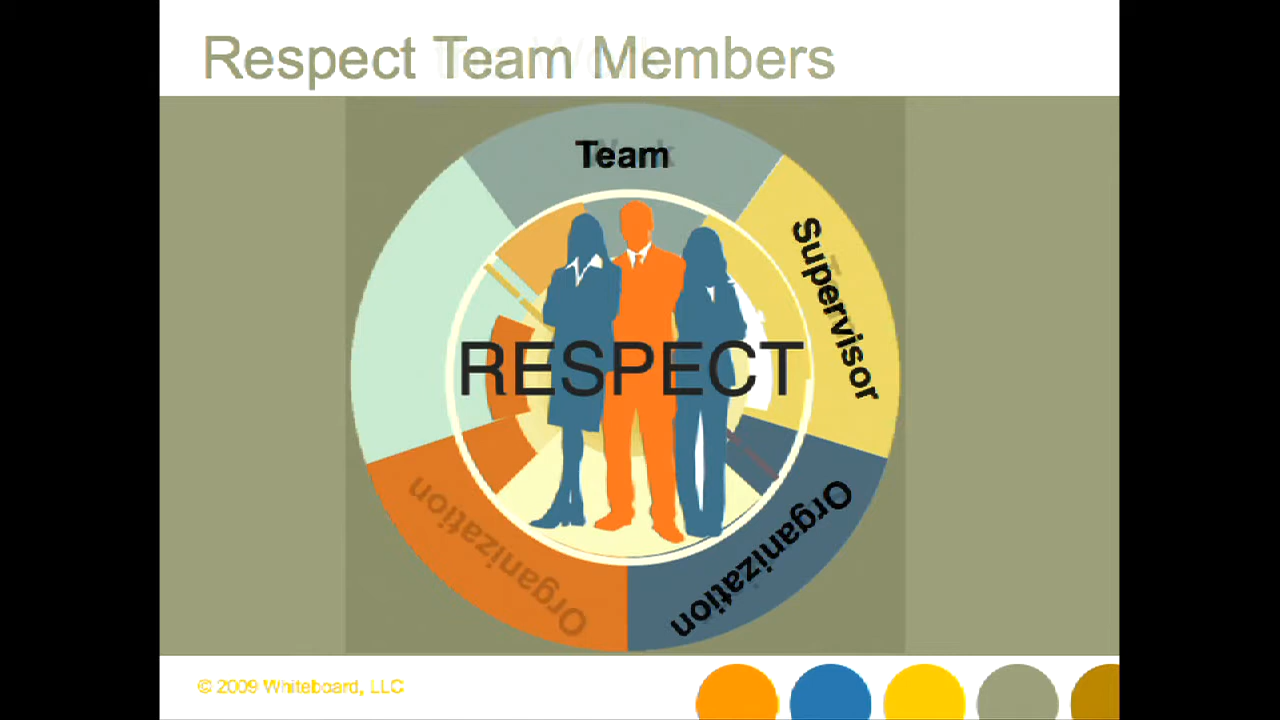 Respect Team Members
Team
Supervisor
RESPECT
Organization
Organization
© 2009 Whiteboard, LLC